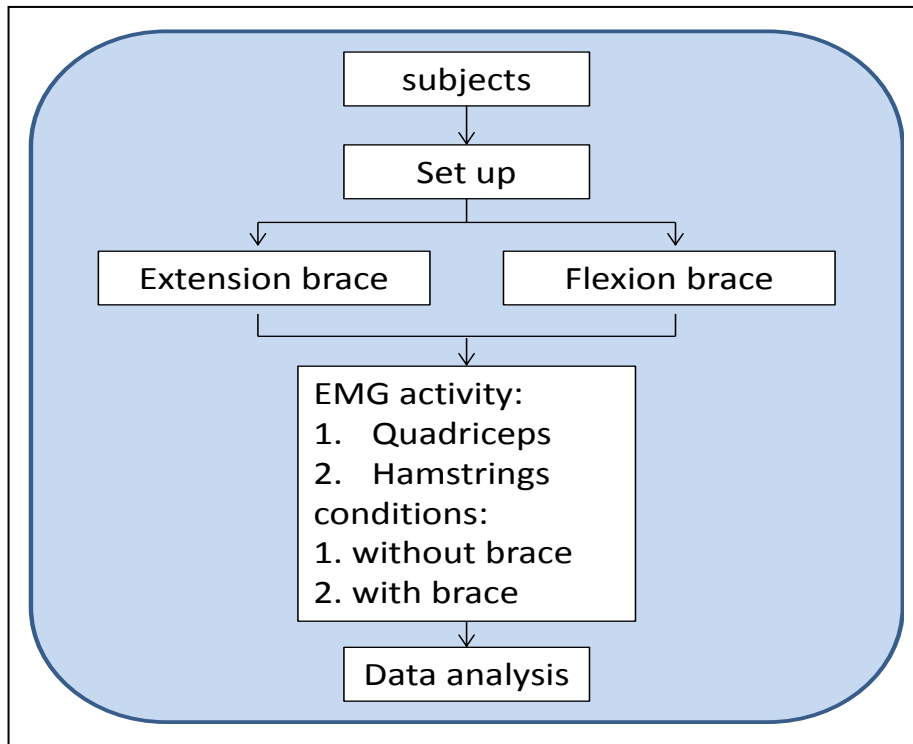 subjects
Set up
Extension brace
Flexion brace
EMG activity:
1. Quadriceps
2. Hamstrings
conditions:
1. without brace
2. with brace
Data analysis